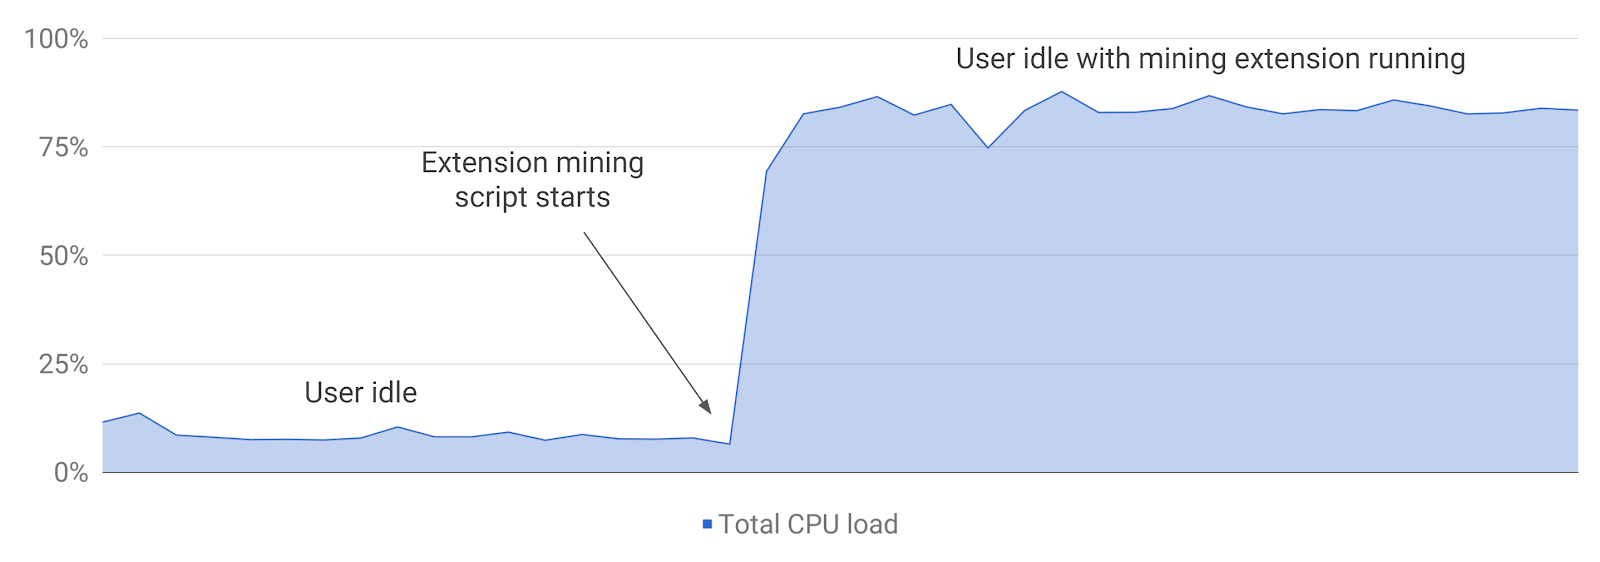 100%
User idle with mining extension running
75%
Extension mining
script starts
50%
25%
User idle
0%
Total CPU load